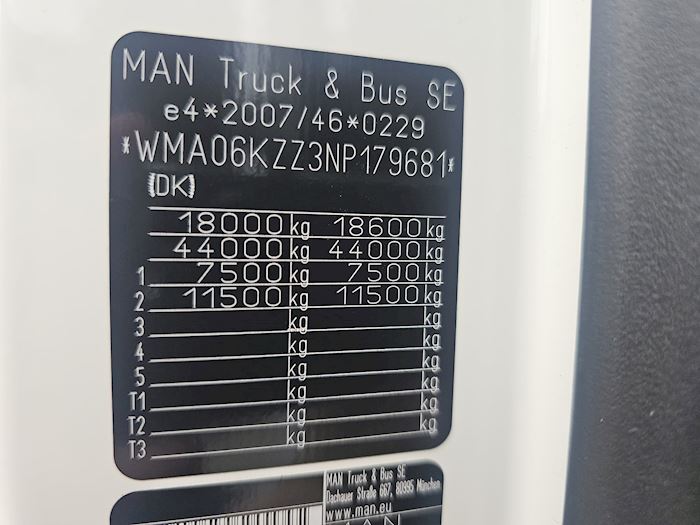 MAN Truck & Bus SE
e4*2007/46*0229
*WMA06KZZ3NP179681*
(DK)
18000 kg 18600 kg
44000 kg 44000 kg
1 7500 kg 7500 kg
2 11500 kg 11500 kg
3 kg kg
4 kg kg
5 kg kg
T1 kg kg
T2 kg kg
T3 kg kg
MAN Truck & Bus SE
Dachauer Straße 667, 80995 München
www.man.eu